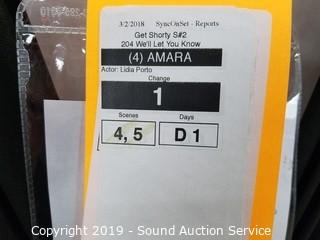 3/2/2018 SyncOnSet - Reports
Get Shorty S#2
204 We'll Let You Know
(4) AMARA
Actor: Lidia Porto
Change
1
Scenes Days
4, 5 D 1
Copyright 2019 - Sound Auction Service